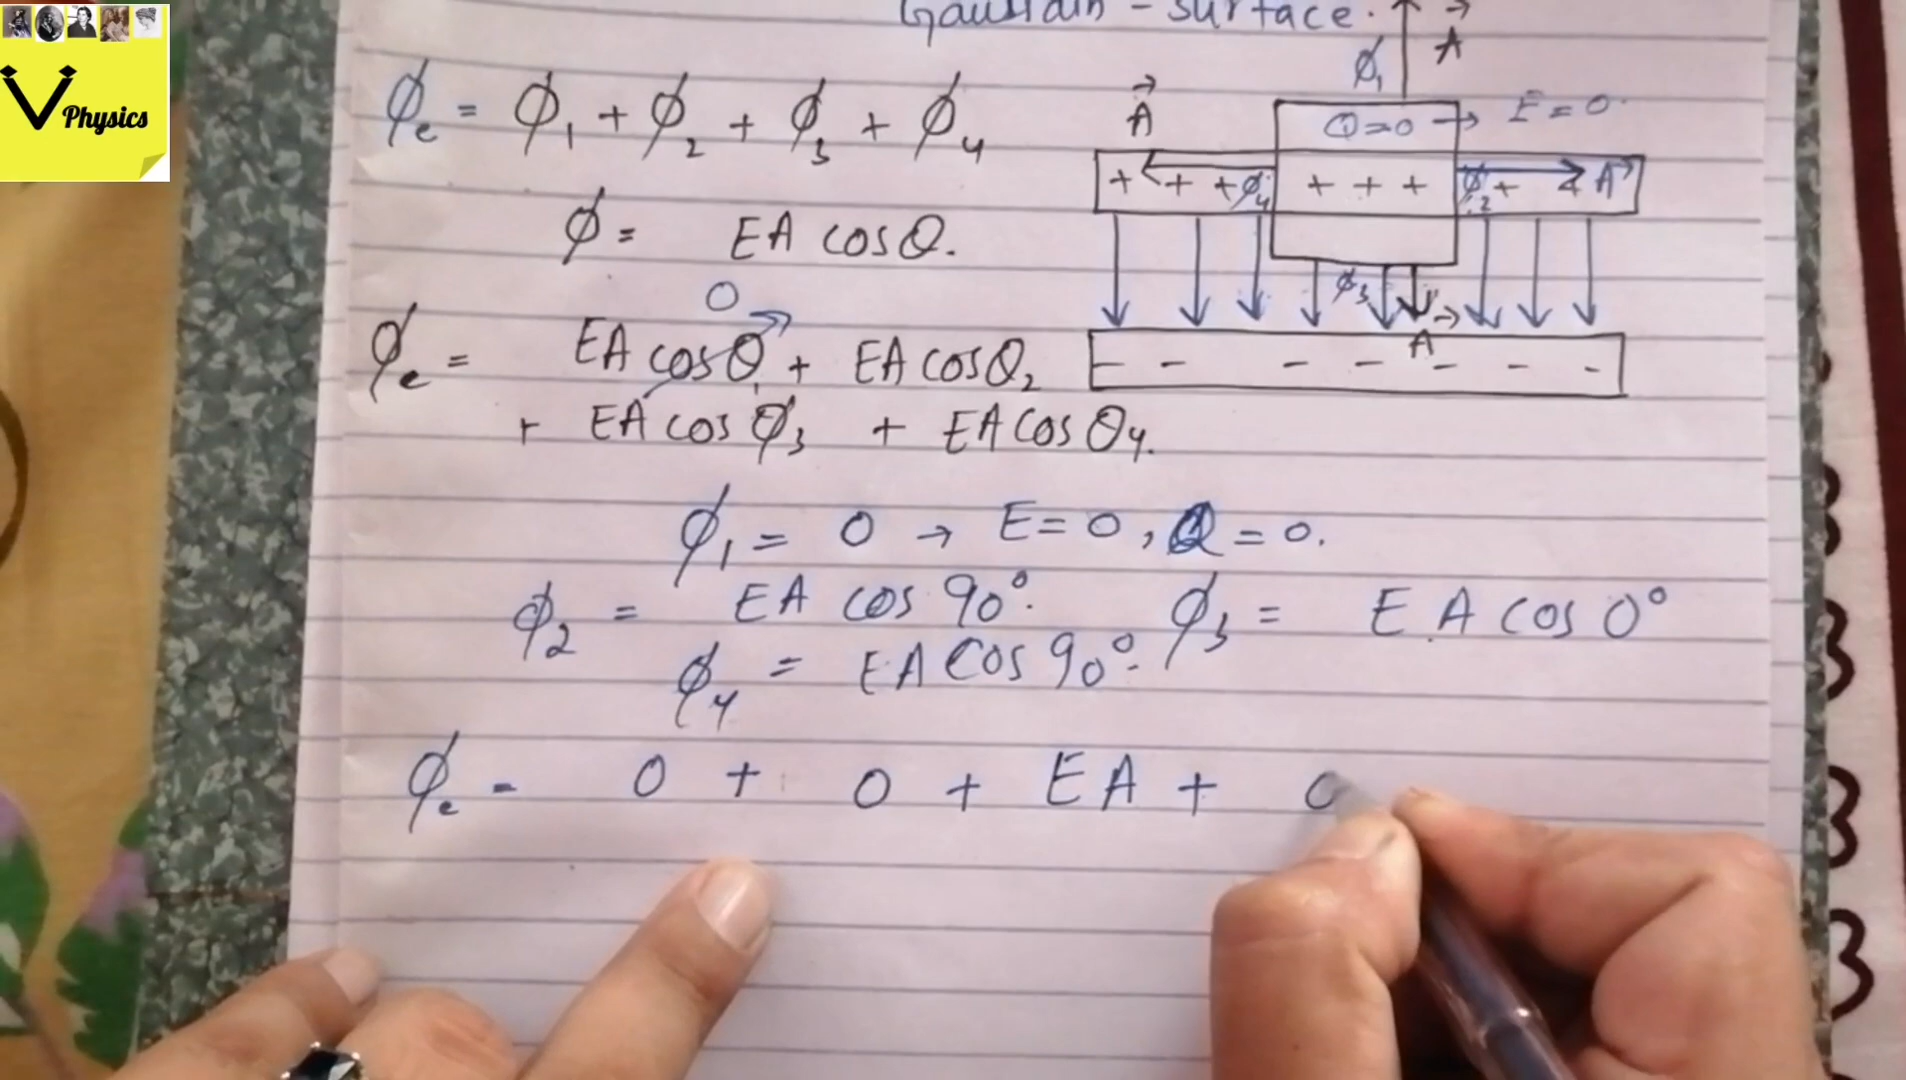 V Physics
Gaussian - surface.
ϕe = ϕ1 + ϕ2 + ϕ3 + ϕ4
ϕ = EA cosθ.
0
ϕe = EA cosθ1 + EA cosθ2
+ EA cos ϕ3 + EA cos θ4.
ϕ1 = 0 → E = 0, Q = 0.
ϕ2 = EA cos 90°. ϕ3 = E.A cos 0°
ϕ4 = EA Cos 90°.
ϕe - 0 + 0 + EA + 0
ϕ1 A⃗
A⃗ Q=0 → E = 0.
+ + + ϕ4 + + + ϕ2 + A⃗
ϕ3
A⃗
- - - - - - -